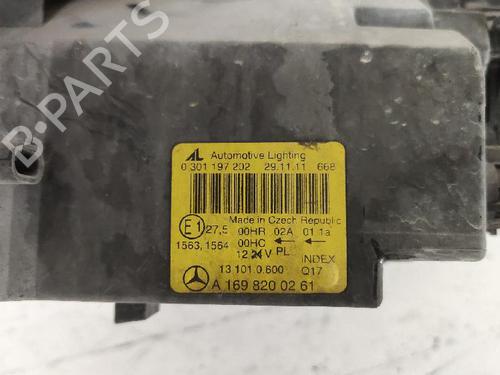 AL Automotive Lighting
0 301 197 202 29.11.11 668
Made in Czech Republic
E1 27,5 00HR 02A 01 1a
1563, 1564 00HC
12 24V PL INDEX
13 101.0.600 Q17
A 169 820 02 61
B-PARTS